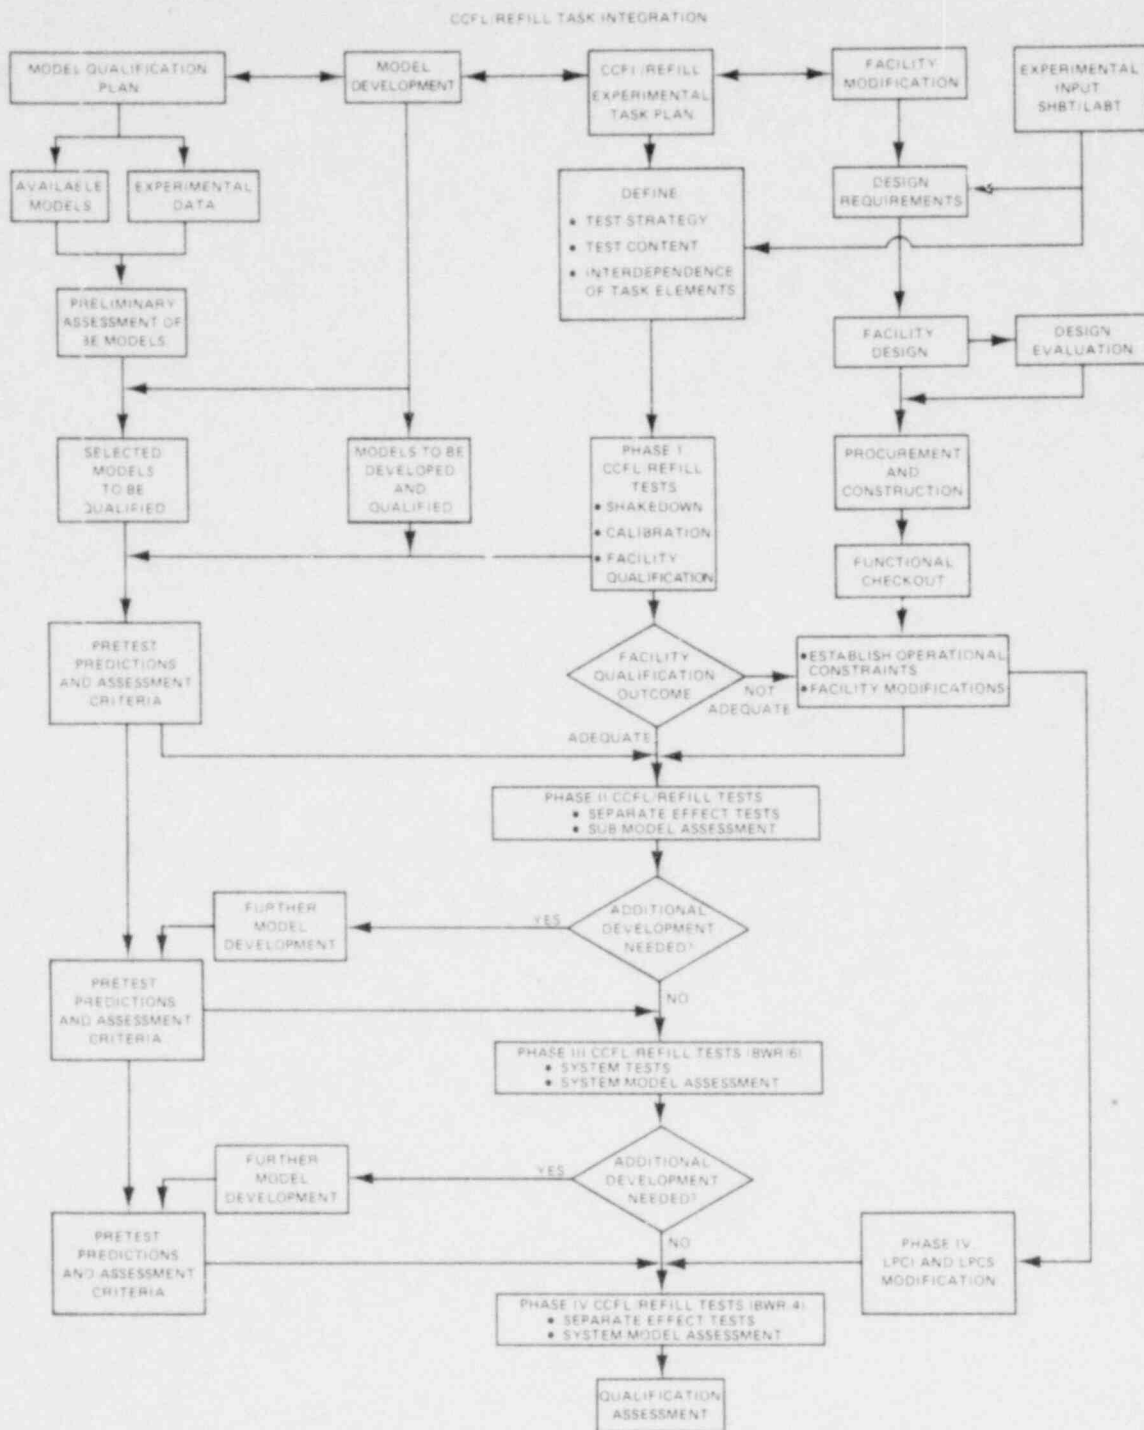 CCFL/REFILL TASK INTEGRATION
MODEL QUALIFICATION
PLAN
MODEL
DEVELOPMENT
CCFL/REFILL
EXPERIMENTAL
TASK PLAN
FACILITY
MODIFICATION
EXPERIMENTAL
INPUT
SHBT/LABT
AVAILABLE
MODELS
EXPERIMENTAL
DATA
DEFINE
• TEST STRATEGY
• TEST CONTENT
• INTERDEPENDENCE
OF TASK ELEMENTS
DESIGN
REQUIREMENTS
PRELIMINARY
ASSESSMENT OF
BE MODELS
FACILITY
DESIGN
DESIGN
EVALUATION
SELECTED
MODELS
TO BE
QUALIFIED
MODELS TO BE
DEVELOPED
AND
QUALIFIED
PHASE I
CCFL/REFILL
TESTS
• SHAKEDOWN
• CALIBRATION
• FACILITY
QUALIFICATION
PROCUREMENT
AND
CONSTRUCTION
FUNCTIONAL
CHECKOUT
PRETEST
PREDICTIONS
AND ASSESSMENT
CRITERIA
FACILITY
QUALIFICATION
OUTCOME
NOT
ADEQUATE
• ESTABLISH OPERATIONAL
CONSTRAINTS
• FACILITY MODIFICATIONS
ADEQUATE
PHASE II CCFL/REFILL TESTS
• SEPARATE EFFECT TESTS
• SUB MODEL ASSESSMENT
FURTHER
MODEL
DEVELOPMENT
YES
ADDITIONAL
DEVELOPMENT
NEEDED?
NO
PRETEST
PREDICTIONS
AND ASSESSMENT
CRITERIA
PHASE III CCFL/REFILL TESTS (BWR/6)
• SYSTEM TESTS
• SYSTEM MODEL ASSESSMENT
FURTHER
MODEL
DEVELOPMENT
YES
ADDITIONAL
DEVELOPMENT
NEEDED?
NO
PRETEST
PREDICTIONS
AND ASSESSMENT
CRITERIA
PHASE IV
LPCI AND LPCS
MODIFICATION
PHASE IV CCFL/REFILL TESTS (BWR/4)
• SEPARATE EFFECT TESTS
• SYSTEM MODEL ASSESSMENT
QUALIFICATION
ASSESSMENT